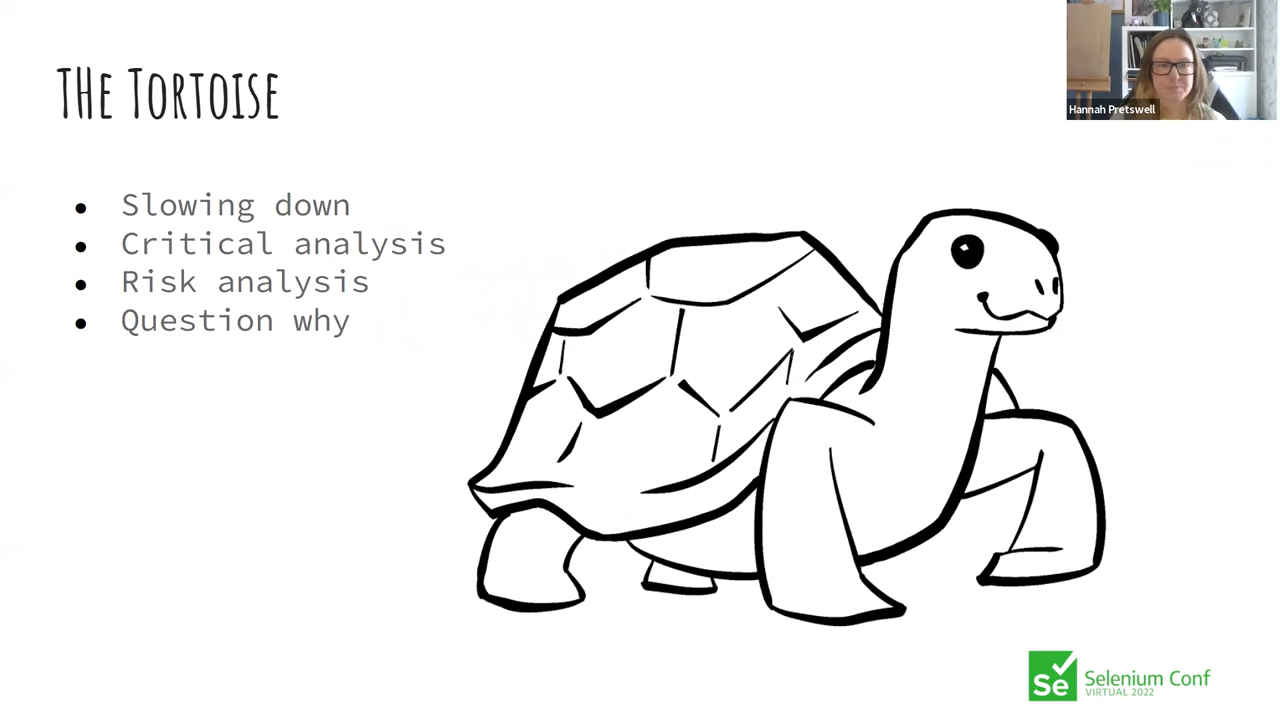 THe TORTOISE
Hannah Pretswell
● Slowing down
● Critical analysis
● Risk analysis
● Question why
Se
Selenium Conf
VIRTUAL 2022